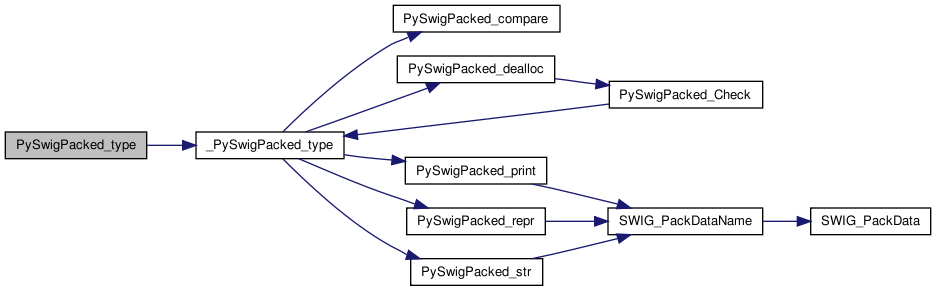 PySwigPacked_compare
PySwigPacked_dealloc
PySwigPacked_Check
PySwigPacked_type
_PySwigPacked_type
PySwigPacked_print
PySwigPacked_repr
SWIG_PackDataName
SWIG_PackData
PySwigPacked_str